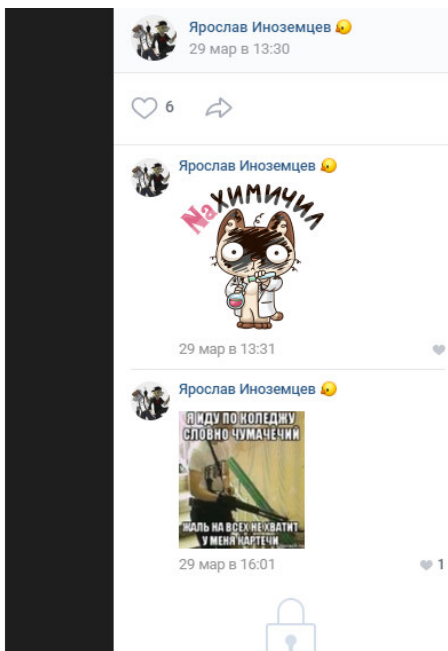 Ярослав Иноземцев
29 мар в 13:30
6
Ярослав Иноземцев
NaХИМИЧИЛ
29 мар в 13:31
Ярослав Иноземцев
Я ИДУ ПО КОЛЕДЖУ
СЛОВНО ЧУМАЧЕЧИЙ
ЖАЛЬ НА ВСЕХ НЕ ХВАТИТ
У МЕНЯ КАРТЕЧИ
29 мар в 16:01
1